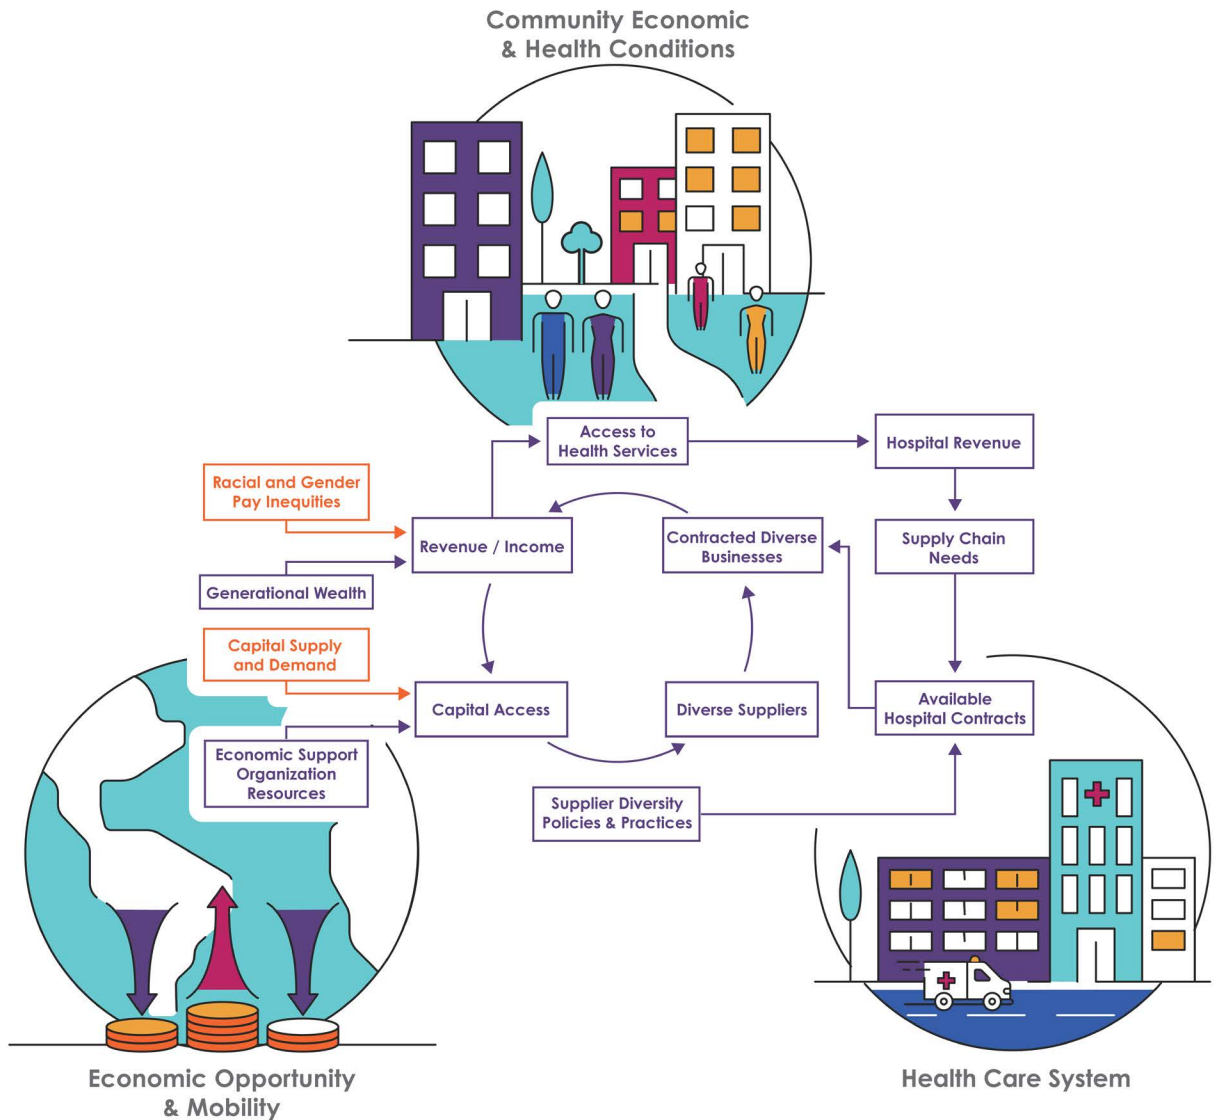 Community Economic
& Health Conditions
Access to
Health Services
Hospital Revenue
Racial and Gender
Pay Inequities
Revenue / Income
Contracted Diverse
Businesses
Supply Chain
Needs
Generational Wealth
Capital Supply
and Demand
Capital Access
Diverse Suppliers
Available
Hospital Contracts
Economic Support
Organization
Resources
Supplier Diversity
Policies & Practices
Economic Opportunity
& Mobility
Health Care System